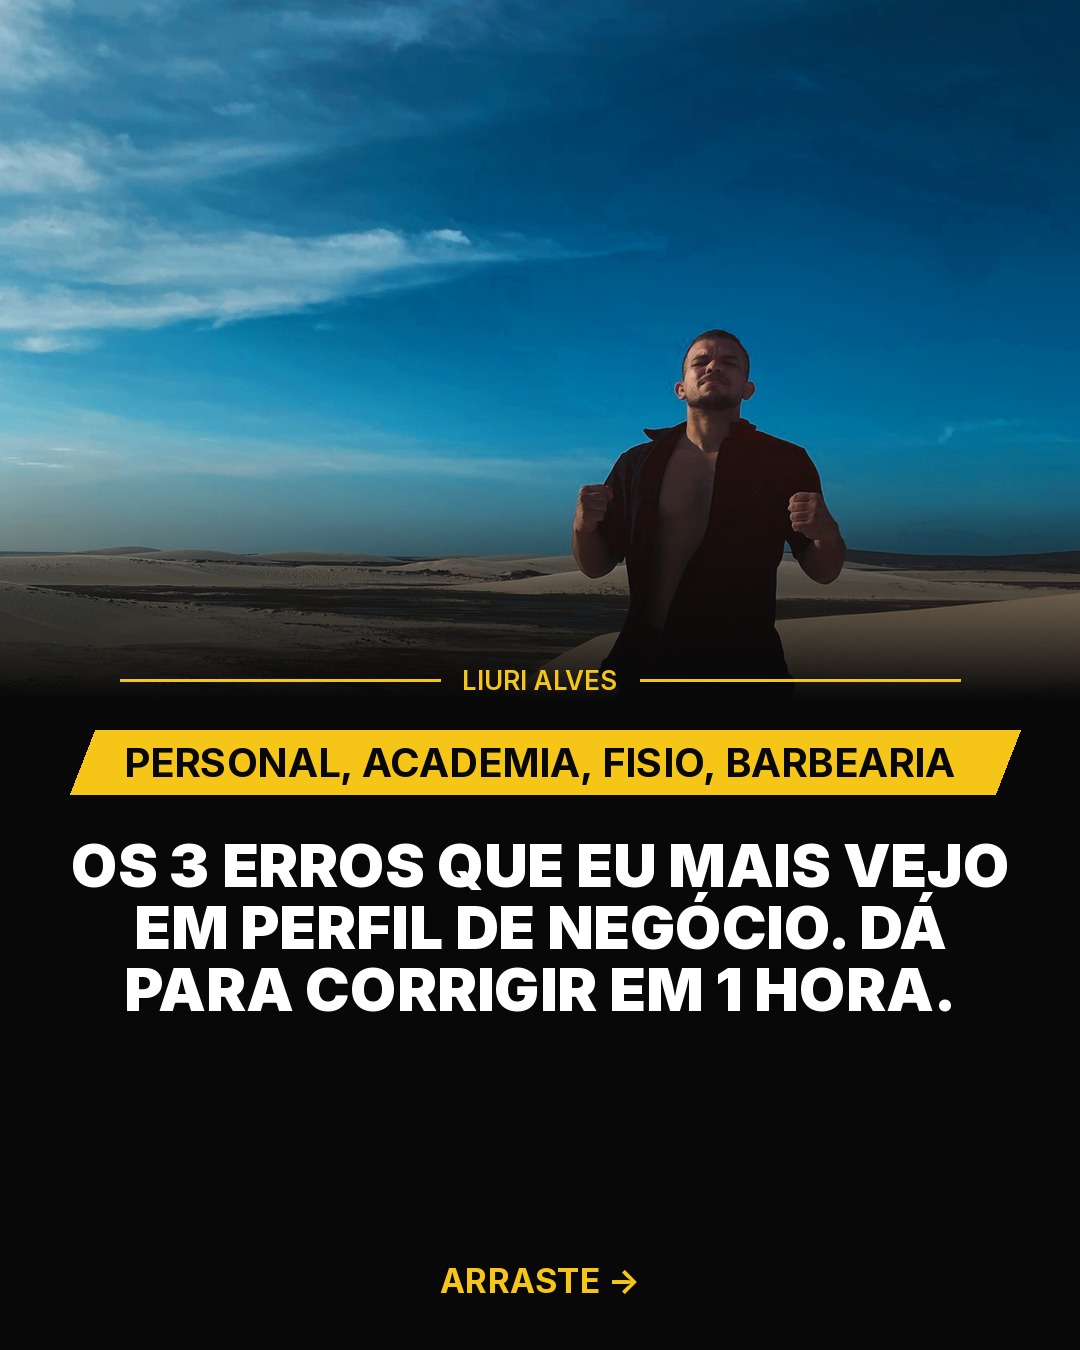 LIURI ALVES
PERSONAL, ACADEMIA, FISIO, BARBEARIA
OS 3 ERROS QUE EU MAIS VEJO
EM PERFIL DE NEGÓCIO. DÁ
PARA CORRIGIR EM 1 HORA.
ARRASTE →